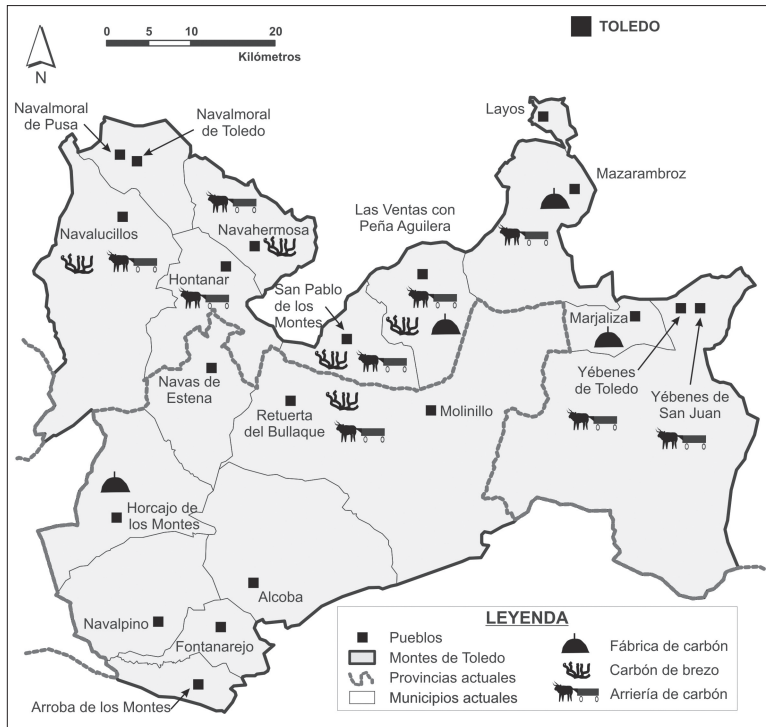 0 5 10 20
Kilómetros
N
TOLEDO
Navalmoral
de Pusa
Navalmoral
de Toledo
Layos
Mazarambroz
Las Ventas con
Peña Aguilera
Navalucillos
Navahermosa
Hontanar
San Pablo
de los
Montes
Marjaliza
Navas de
Estena
Retuerta
del Bullaque
Molinillo
Yébenes
de Toledo
Yébenes de
San Juan
Horcajo de
los Montes
Alcoba
Navalpino
Fontanarejo
Arroba de los Montes
LEYENDA
Pueblos
Montes de Toledo
Provincias actuales
Municipios actuales
Fábrica de carbón
Carbón de brezo
Arriería de carbón